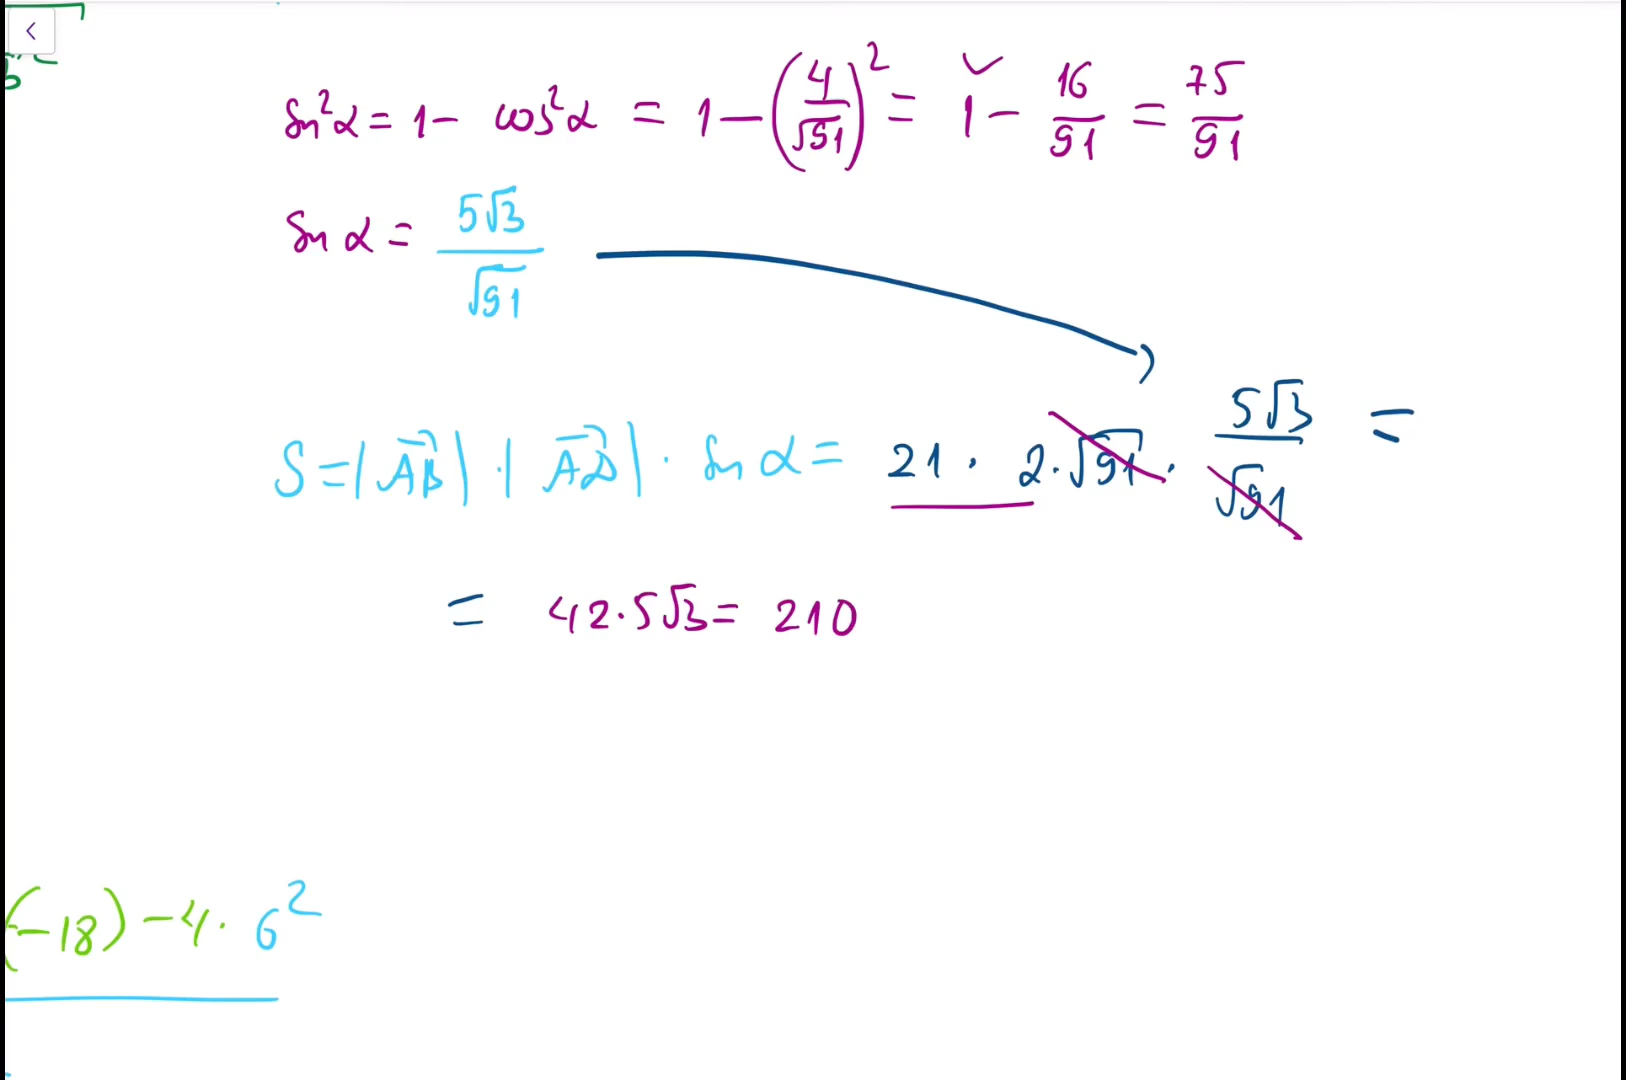 sin²α = 1 - cos²α = 1 - (4/√91)² = 1 - 16/91 = 75/91
sin α = 5√3/√91
S = |AB⃗| · |AD⃗| · sin α = 21 · 2·√91 · 5√3/√91 =
= 42·5√3 = 210
(-18) - 4 · 6²